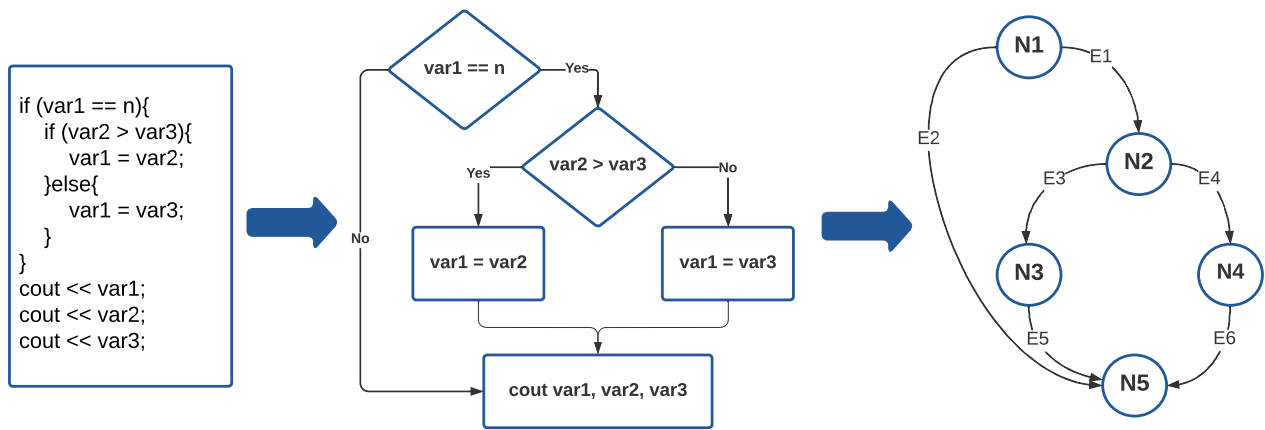 if (var1 == n){
if (var2 > var3){
var1 = var2;
}else{
var1 = var3;
}
}
cout << var1;
cout << var2;
cout << var3;
var1 == n
Yes
var2 > var3
Yes
No
No
var1 = var2
var1 = var3
cout var1, var2, var3
N1
E1
E2
N2
E3
E4
N3
N4
E5
E6
N5